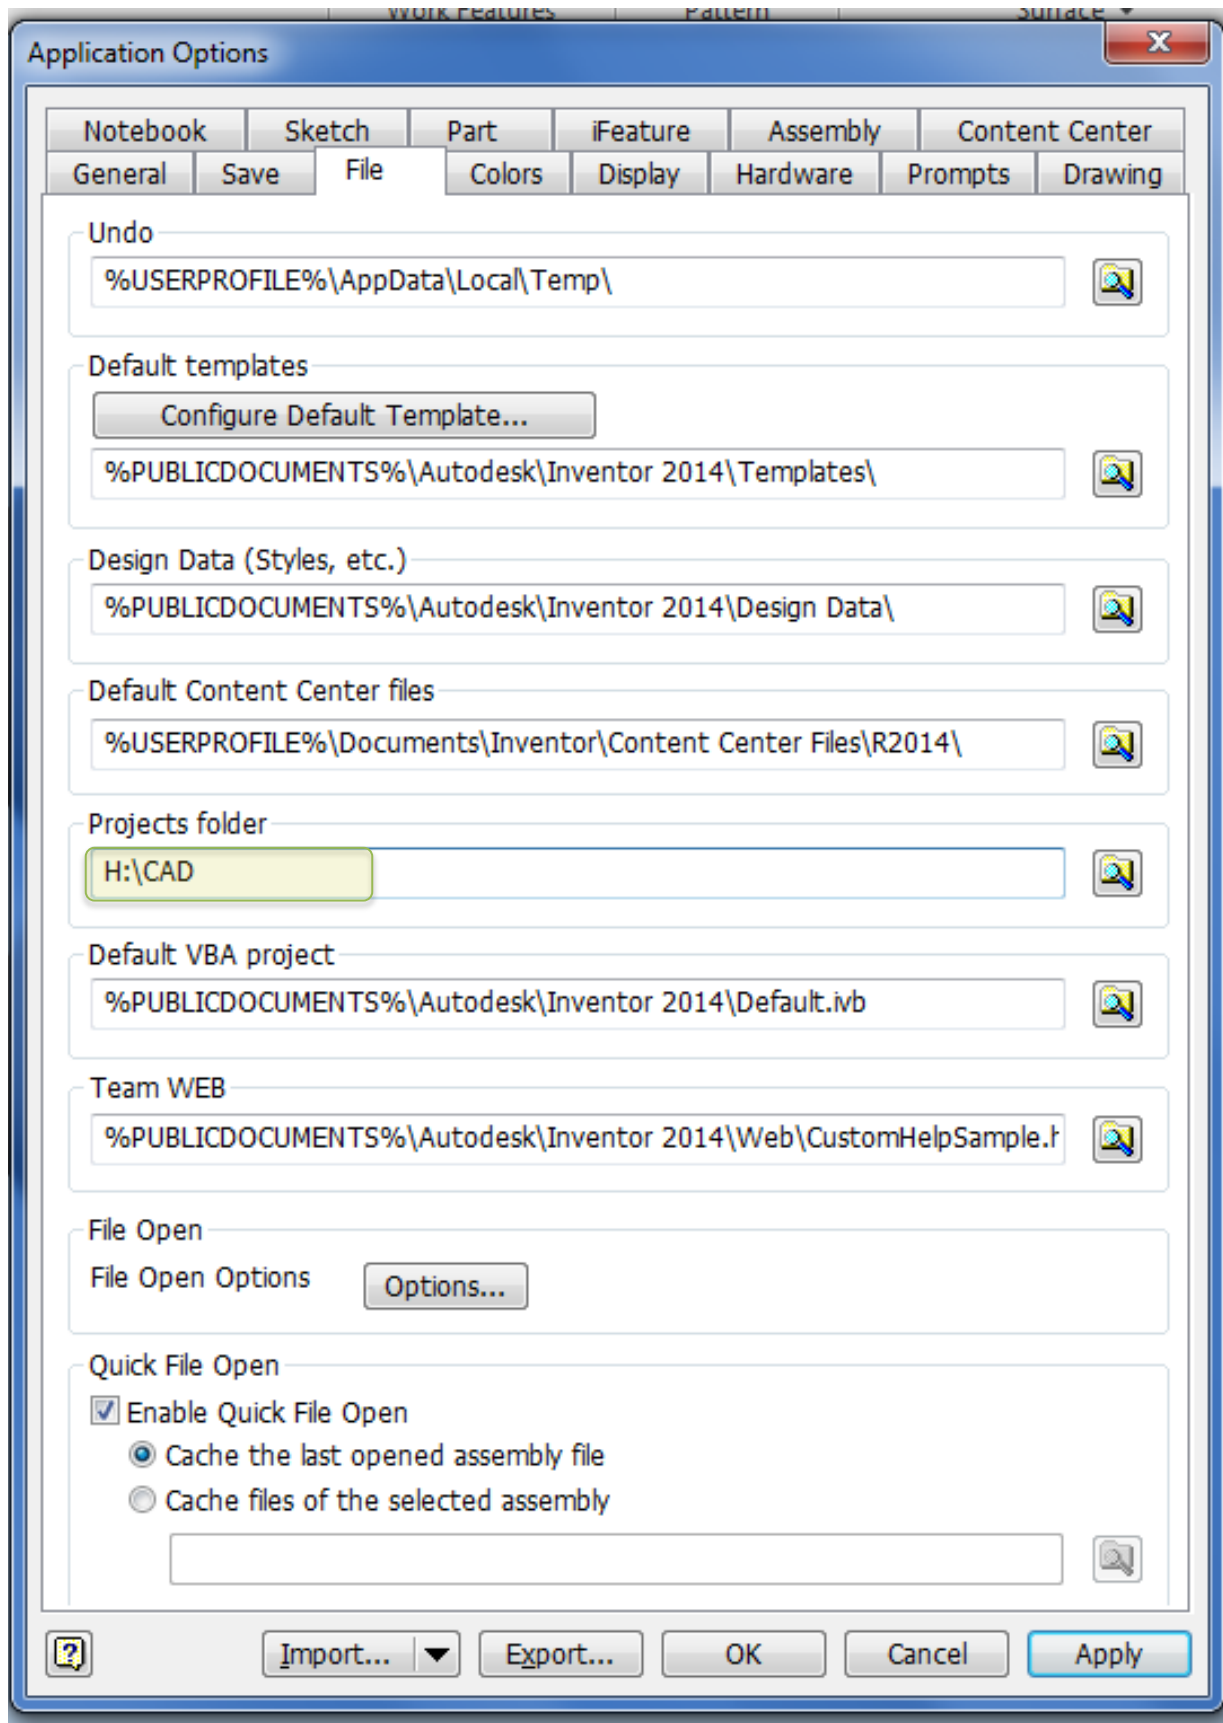 Work Features Pattern Surface
Application Options
Notebook Sketch Part iFeature Assembly Content Center
General Save File Colors Display Hardware Prompts Drawing
Undo
%USERPROFILE%\AppData\Local\Temp\
Default templates
Configure Default Template...
%PUBLICDOCUMENTS%\Autodesk\Inventor 2014\Templates\
Design Data (Styles, etc.)
%PUBLICDOCUMENTS%\Autodesk\Inventor 2014\Design Data\
Default Content Center files
%USERPROFILE%\Documents\Inventor\Content Center Files\R2014\
Projects folder
H:\CAD
Default VBA project
%PUBLICDOCUMENTS%\Autodesk\Inventor 2014\Default.ivb
Team WEB
%PUBLICDOCUMENTS%\Autodesk\Inventor 2014\Web\CustomHelpSample.h
File Open
File Open Options Options...
Quick File Open
Enable Quick File Open
Cache the last opened assembly file
Cache files of the selected assembly
Import... Export... OK Cancel Apply